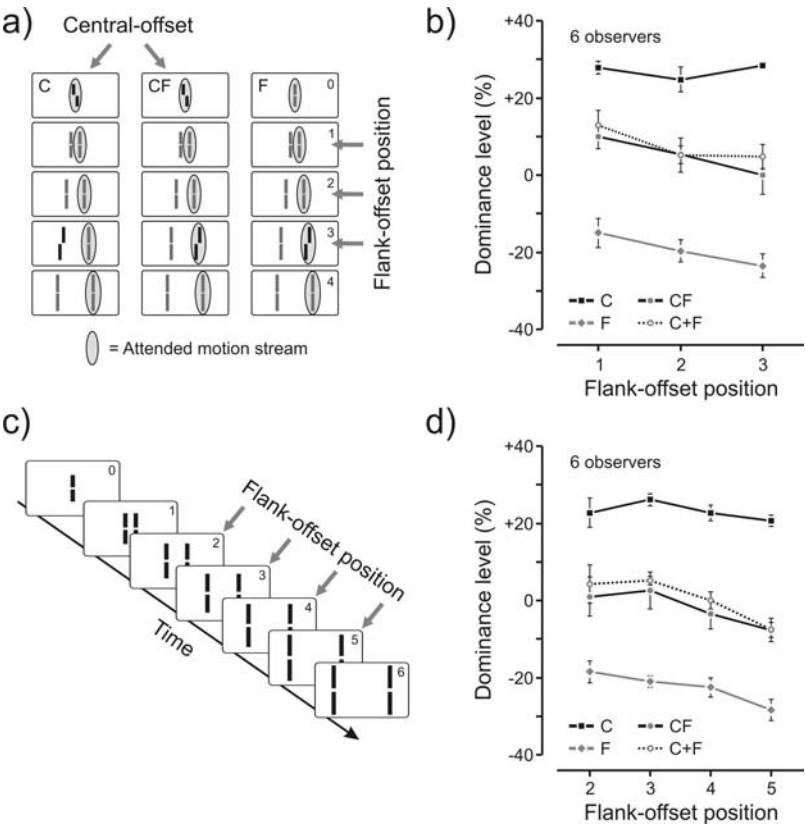 a)
Central-offset
C
CF
F
0
1
2
3
4
Flank-offset position
= Attended motion stream
b)
6 observers
Dominance level (%)
+40
+20
0
-20
-40
C
CF
F
C+F
1
2
3
Flank-offset position
c)
0
1
2
3
4
5
6
Flank-offset position
Time
d)
6 observers
Dominance level (%)
+40
+20
0
-20
-40
C
CF
F
C+F
2
3
4
5
Flank-offset position